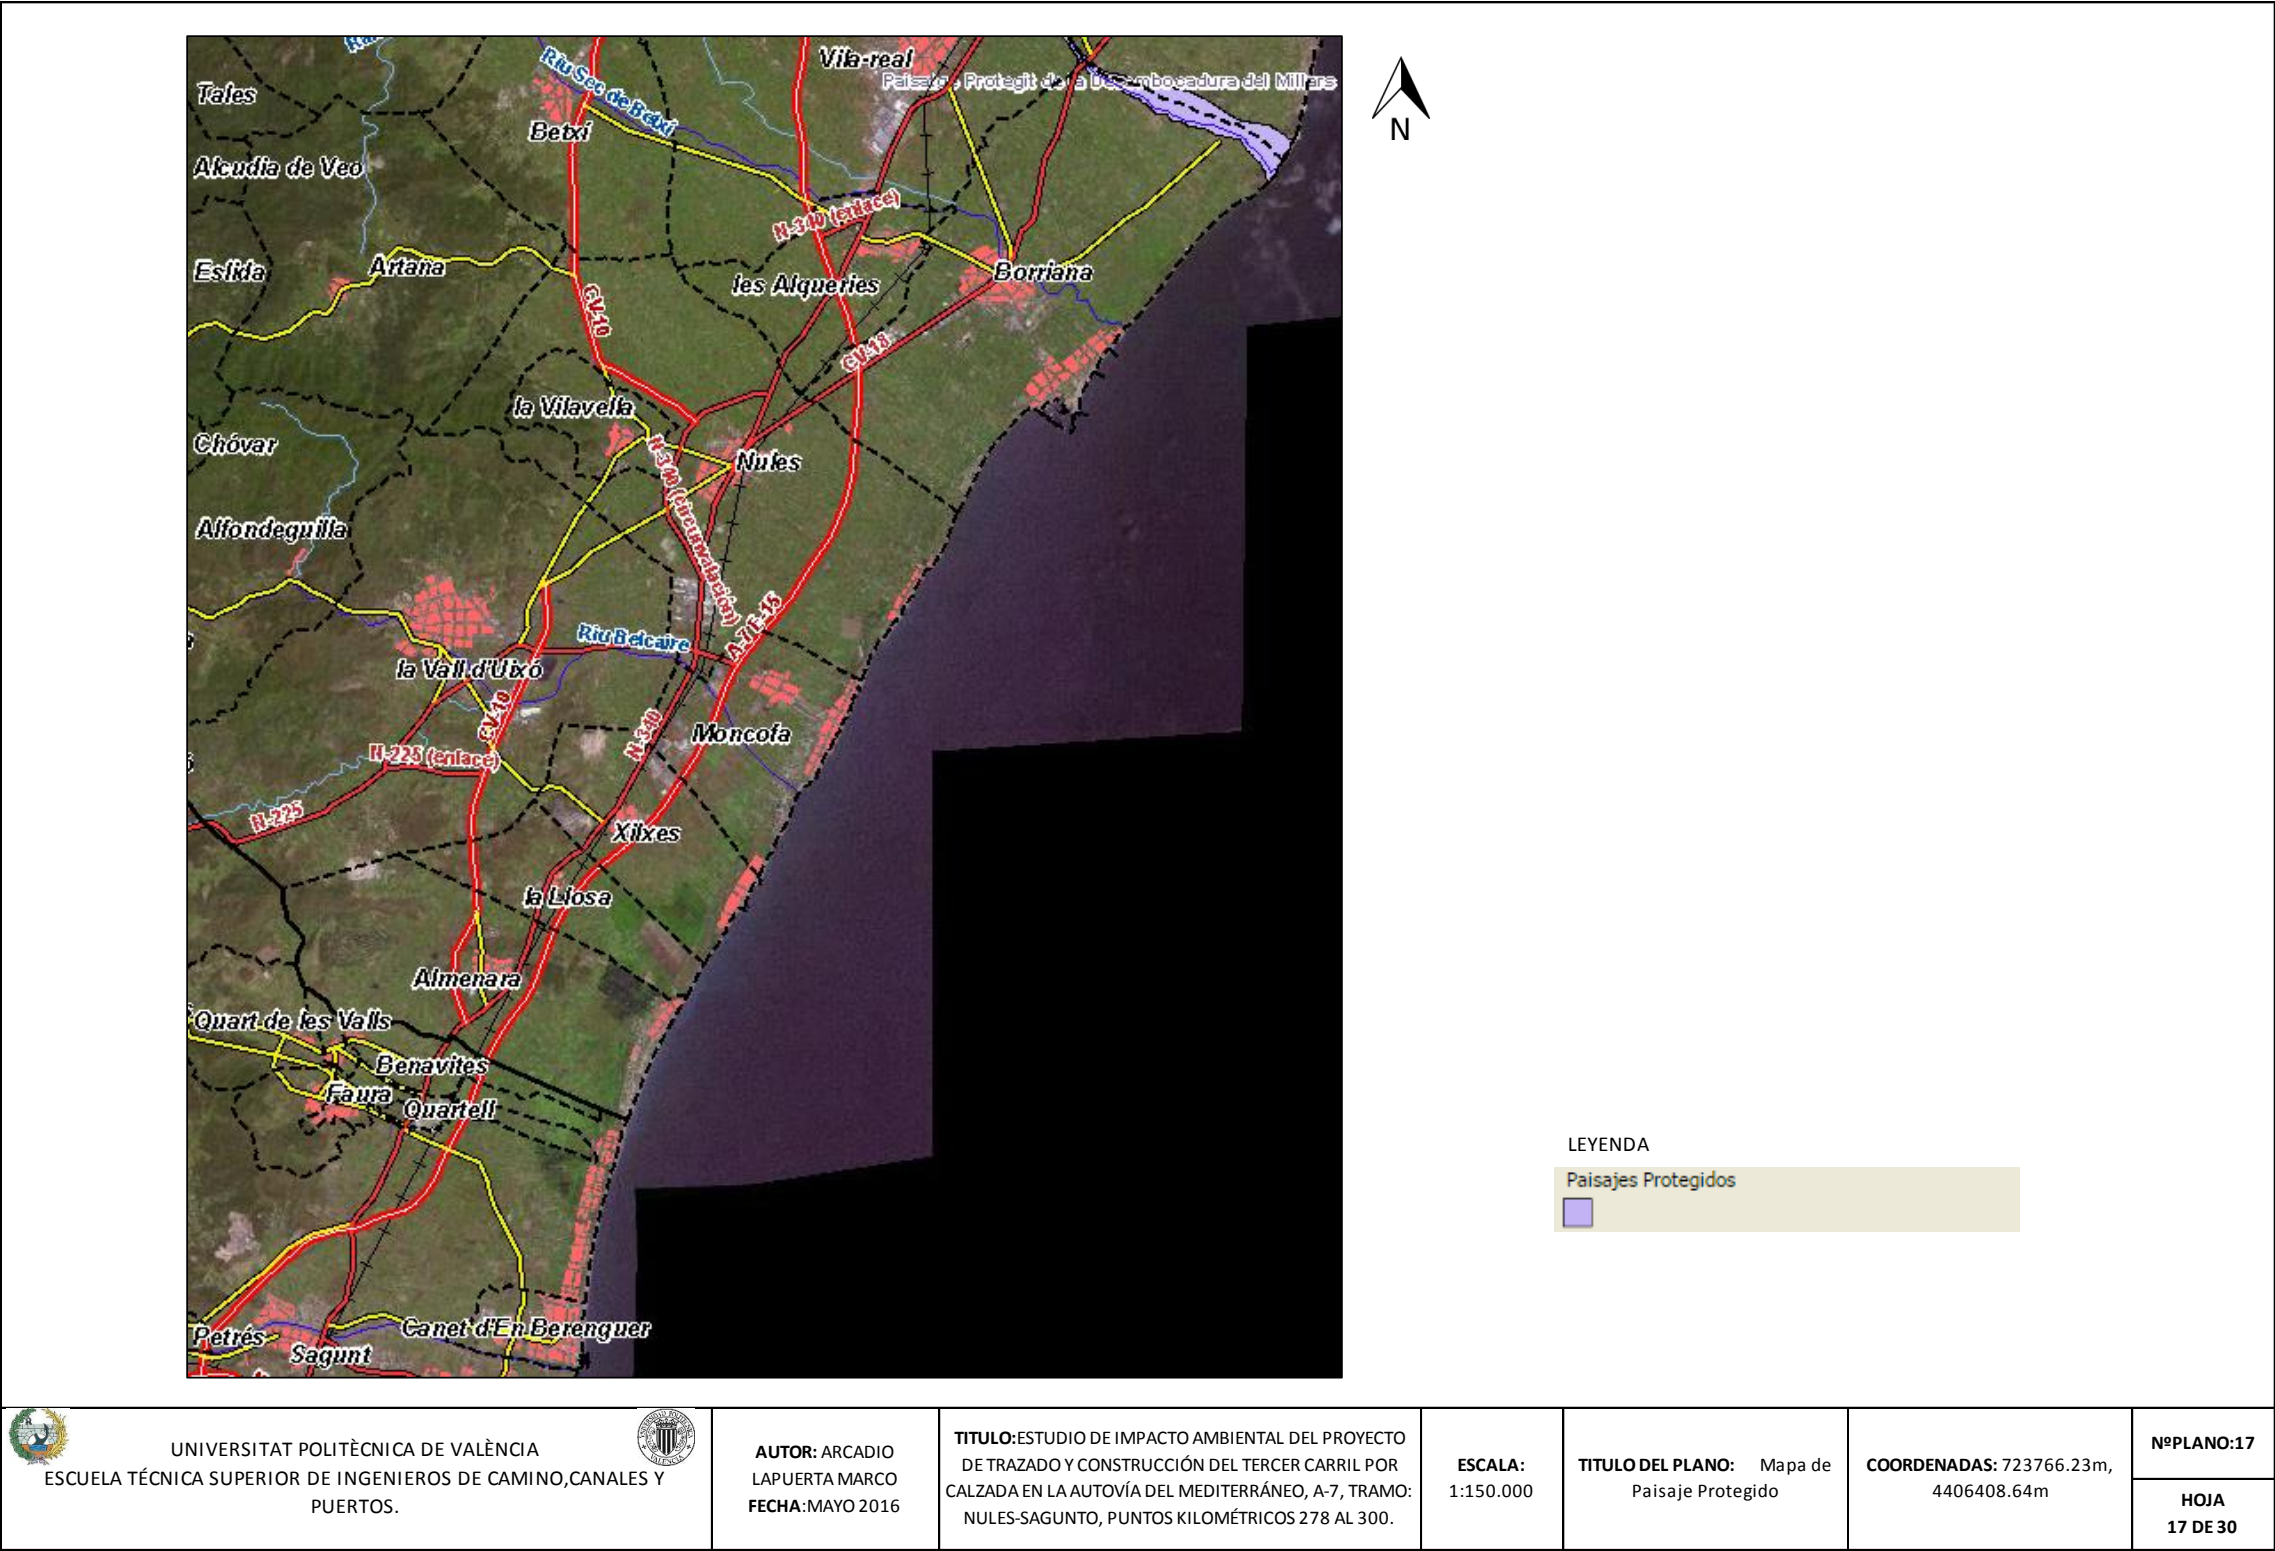 Vila-real
Paisatge Protegit de la Desembocadura del Millars
Riu Sec de Betxí
Tales
Betxí
Alcudia de Veo
N-340 (enlace)
Eslida
Artana
les Alqueries
Borriana
CV-10
CV-18
la Vilavella
Chóvar
Nules
N-340 (circunvalación)
Alfondeguilla
A-7/E-15
Riu Belcaire
la Vall d'Uixó
CV-10
N-340
Moncofa
N-225 (enlace)
N-225
Xilxes
la Llosa
Almenara
Quart de les Valls
Benavites
Faura
Quartell
Petrés
Canet d'En Berenguer
Sagunt
N
LEYENDA
Paisajes Protegidos
UNIVERSITAT POLITÈCNICA DE VALÈNCIA
ESCUELA TÉCNICA SUPERIOR DE INGENIEROS DE CAMINO,CANALES Y
PUERTOS.
AUTOR: ARCADIO
LAPUERTA MARCO
FECHA:MAYO 2016
TITULO:ESTUDIO DE IMPACTO AMBIENTAL DEL PROYECTO
DE TRAZADO Y CONSTRUCCIÓN DEL TERCER CARRIL POR
CALZADA EN LA AUTOVÍA DEL MEDITERRÁNEO, A-7, TRAMO:
NULES-SAGUNTO, PUNTOS KILOMÉTRICOS 278 AL 300.
ESCALA:
1:150.000
TITULO DEL PLANO: Mapa de
Paisaje Protegido
COORDENADAS: 723766.23m,
4406408.64m
NºPLANO:17
HOJA
17 DE 30